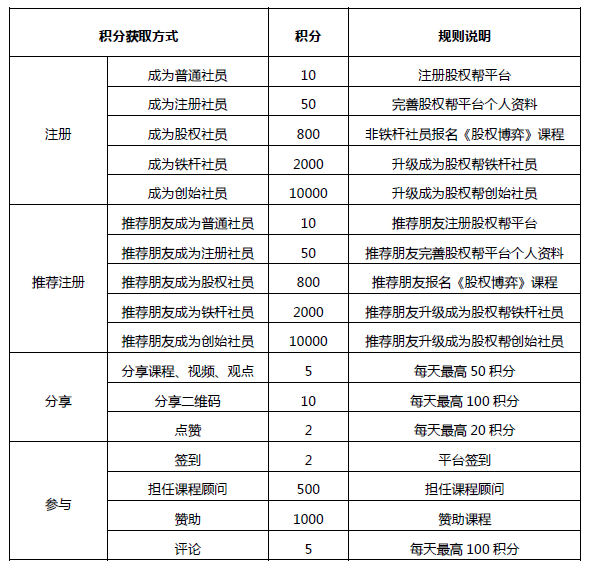 积分获取方式 积分 规则说明
注册 成为普通社员 10 注册股权帮平台
成为注册社员 50 完善股权帮平台个人资料
成为股权社员 800 非铁杆社员报名《股权博弈》课程
成为铁杆社员 2000 升级成为股权帮铁杆社员
成为创始社员 10000 升级成为股权帮创始社员
推荐注册 推荐朋友成为普通社员 10 推荐朋友注册股权帮平台
推荐朋友成为注册社员 50 推荐朋友完善股权帮平台个人资料
推荐朋友成为股权社员 800 推荐朋友报名《股权博弈》课程
推荐朋友成为铁杆社员 2000 推荐朋友升级成为股权帮铁杆社员
推荐朋友成为创始社员 10000 推荐朋友升级成为股权帮创始社员
分享 分享课程、视频、观点 5 每天最高 50 积分
分享二维码 10 每天最高 100 积分
点赞 2 每天最高 20 积分
参与 签到 2 平台签到
担任课程顾问 500 担任课程顾问
赞助 1000 赞助课程
评论 5 每天最高 100 积分